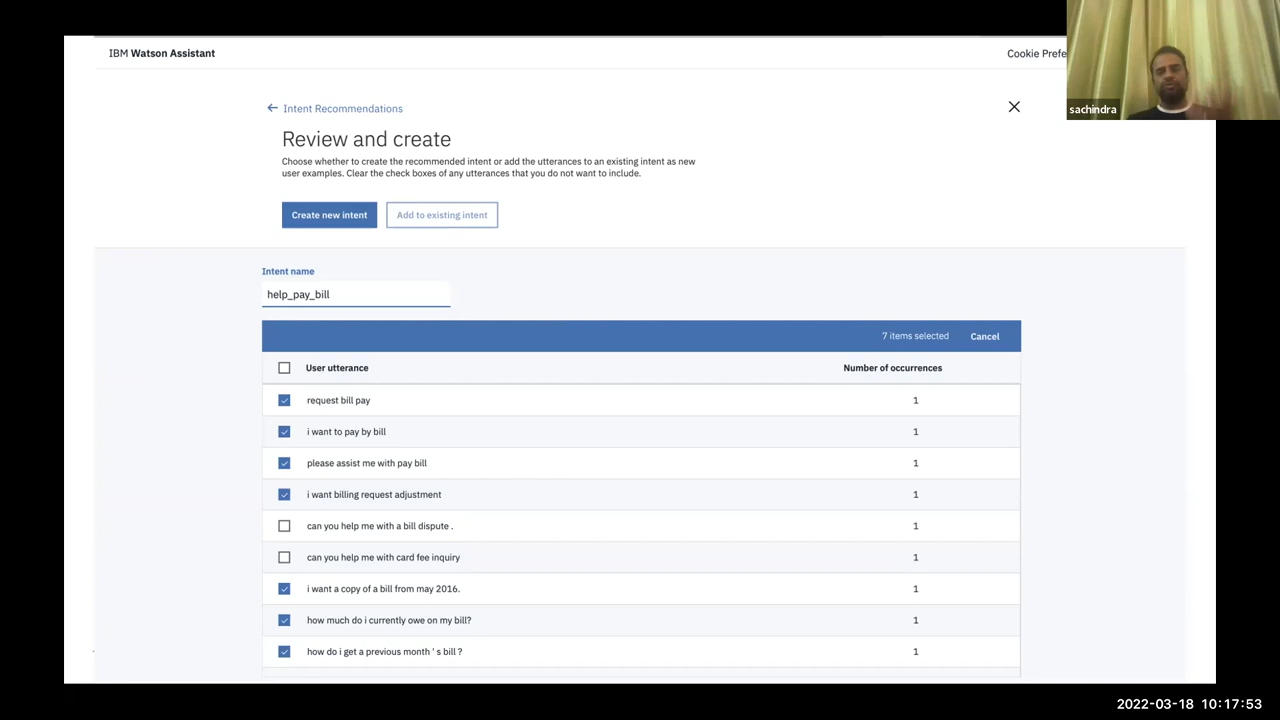 IBM Watson Assistant
Cookie Prefe
sachindra
← Intent Recommendations
Review and create
Choose whether to create the recommended intent or add the utterances to an existing intent as new
user examples. Clear the check boxes of any utterances that you do not want to include.
Create new intent
Add to existing intent
Intent name
help_pay_bill
7 items selected
Cancel
User utterance
Number of occurrences
request bill pay 1
i want to pay by bill 1
please assist me with pay bill 1
i want billing request adjustment 1
can you help me with a bill dispute . 1
can you help me with card fee inquiry 1
i want a copy of a bill from may 2016. 1
how much do i currently owe on my bill? 1
how do i get a previous month ' s bill ? 1
2022-03-18 10:17:53